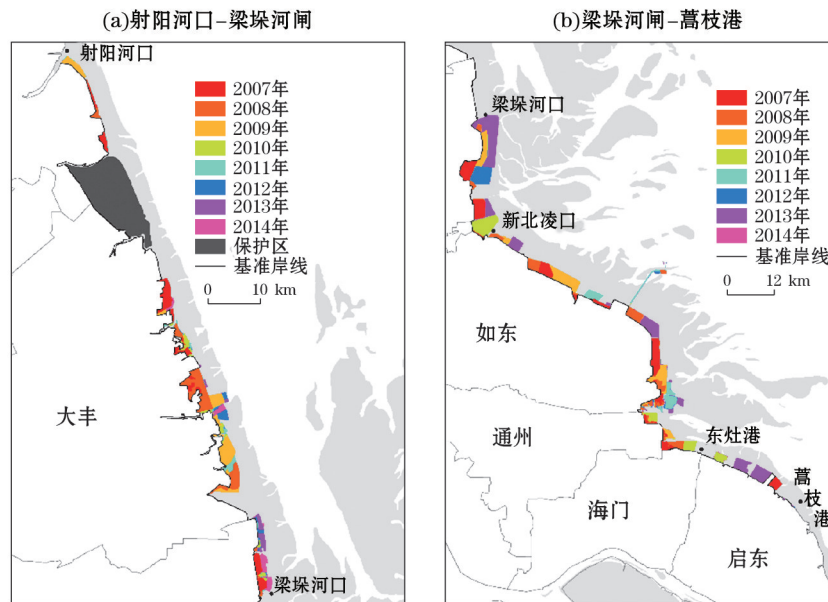 (a)射阳河口–梁垛河闸
射阳河口
2007年
2008年
2009年
2010年
2011年
2012年
2013年
2014年
保护区
基准岸线
0 10 km
大丰
梁垛河口
(b)梁垛河闸–蒿枝港
梁垛河口
2007年
2008年
2009年
2010年
2011年
2012年
2013年
2014年
基准岸线
0 12 km
新北凌口
如东
通州
东灶港
海门
蒿枝港
启东